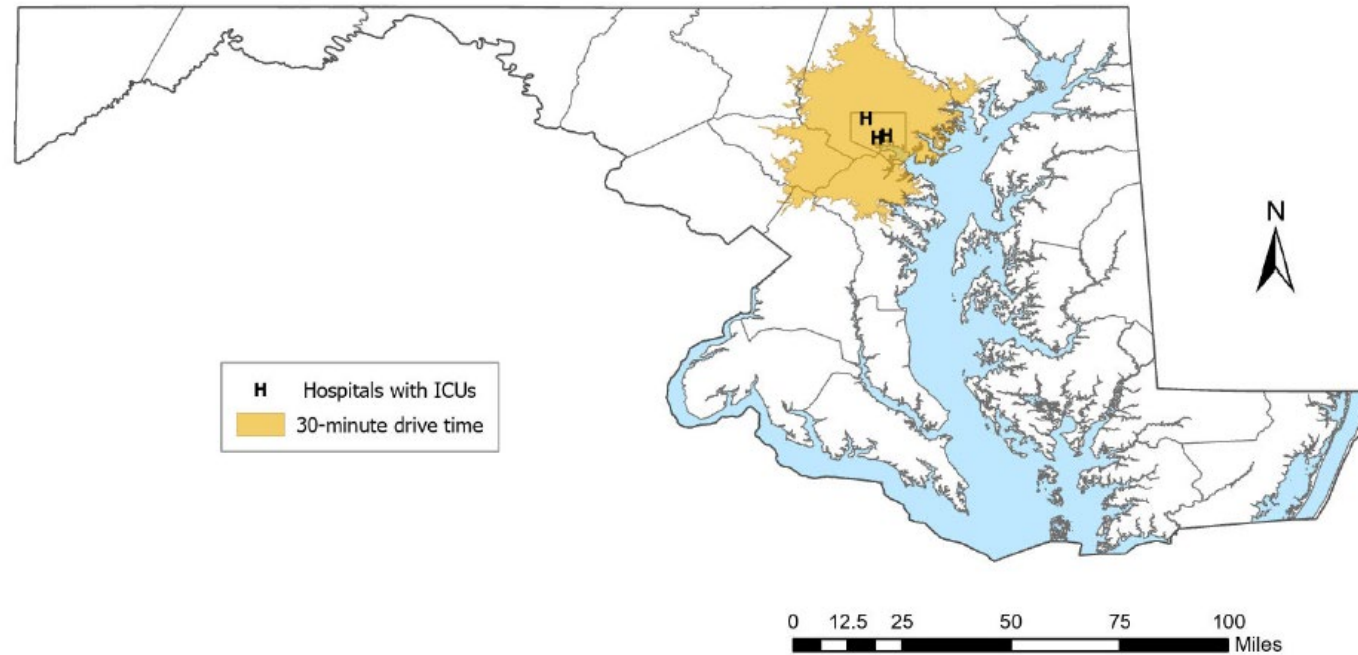 H
H H
N
H Hospitals with ICUs
30-minute drive time
0 12.5 25 50 75 100
Miles